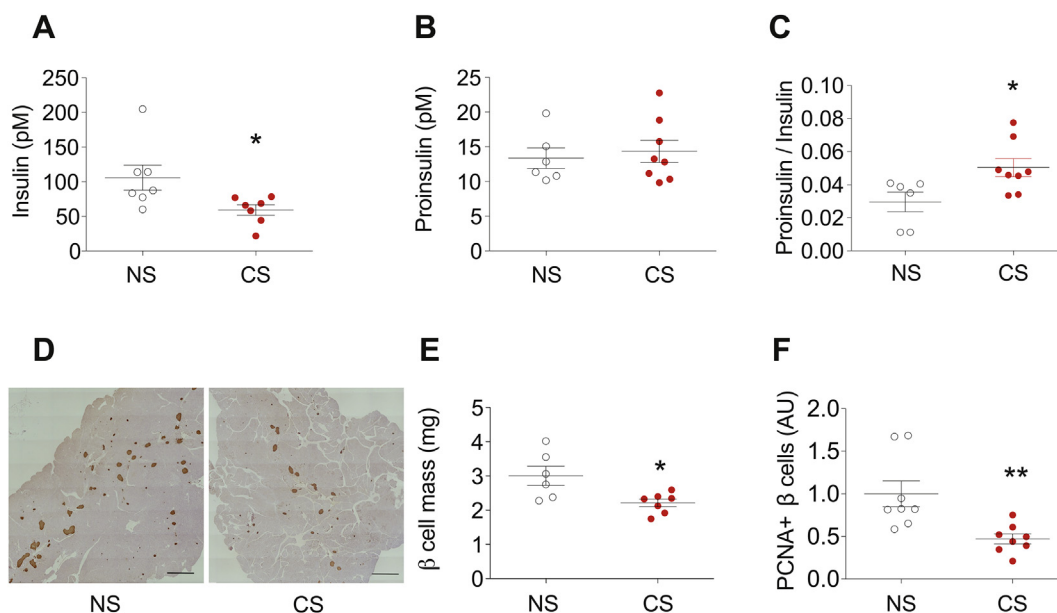 A
Insulin (pM)
250
200
150
100
50
0
*
NS
CS
B
Proinsulin (pM)
25
20
15
10
5
0
NS
CS
C
Proinsulin / Insulin
0.10
0.08
0.06
0.04
0.02
0.00
*
NS
CS
D
NS
CS
E
β cell mass (mg)
5
4
3
2
1
0
*
NS
CS
F
PCNA+ β cells (AU)
2.0
1.5
1.0
0.5
0.0
**
NS
CS